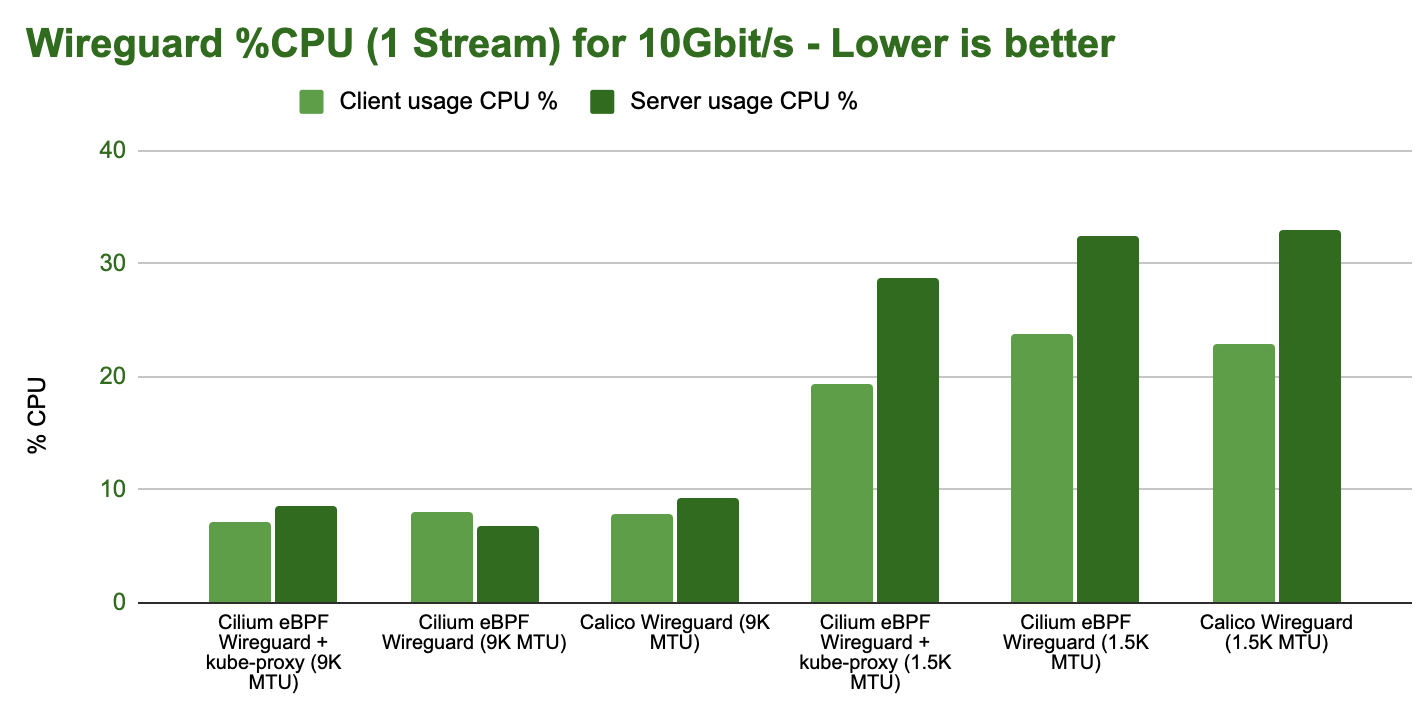 Wireguard %CPU (1 Stream) for 10Gbit/s - Lower is better
Client usage CPU %
Server usage CPU %
40
30
20
10
0
% CPU
Cilium eBPF
Wireguard +
kube-proxy (9K
MTU)
Cilium eBPF
Wireguard (9K MTU)
Calico Wireguard (9K
MTU)
Cilium eBPF
Wireguard +
kube-proxy (1.5K
MTU)
Cilium eBPF
Wireguard (1.5K
MTU)
Calico Wireguard
(1.5K MTU)